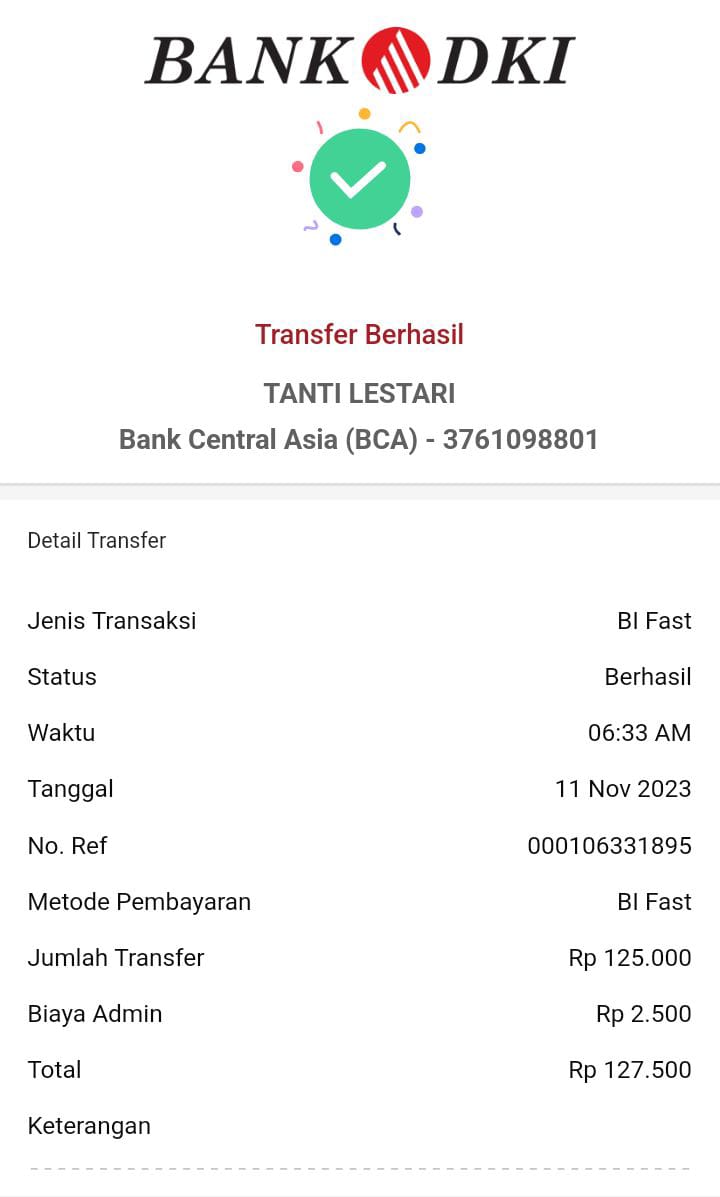 BANK DKI
Transfer Berhasil
TANTI LESTARI
Bank Central Asia (BCA) - 3761098801
Detail Transfer
Jenis Transaksi BI Fast
Status Berhasil
Waktu 06:33 AM
Tanggal 11 Nov 2023
No. Ref 000106331895
Metode Pembayaran BI Fast
Jumlah Transfer Rp 125.000
Biaya Admin Rp 2.500
Total Rp 127.500
Keterangan